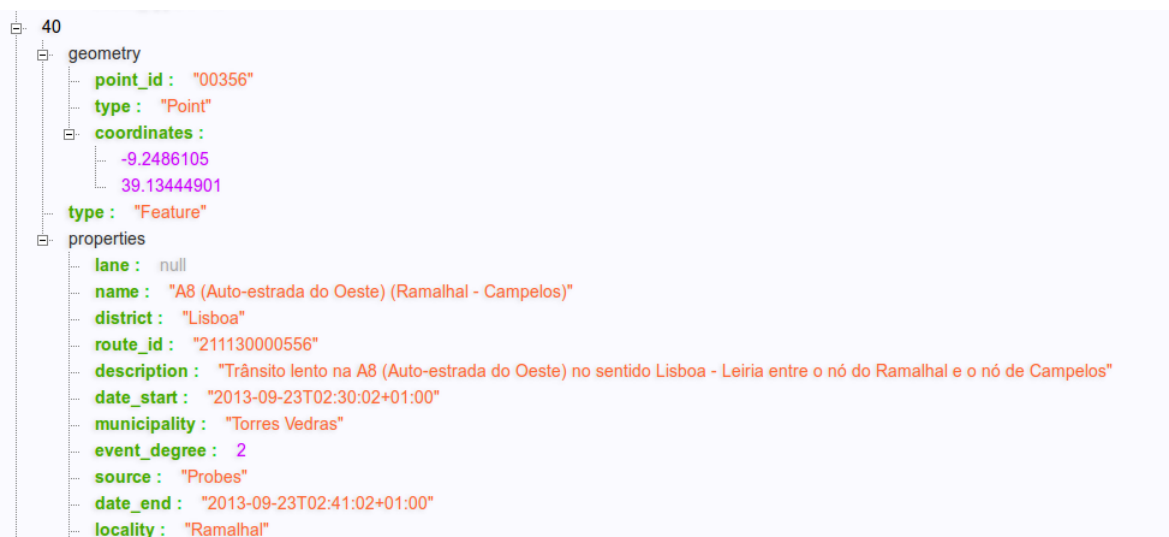 40
geometry
point_id : "00356"
type : "Point"
coordinates :
-9.2486105
39.13444901
type : "Feature"
properties
lane : null
name : "A8 (Auto-estrada do Oeste) (Ramalhal - Campelos)"
district : "Lisboa"
route_id : "211130000556"
description : "Trânsito lento na A8 (Auto-estrada do Oeste) no sentido Lisboa - Leiria entre o nó do Ramalhal e o nó de Campelos"
date_start : "2013-09-23T02:30:02+01:00"
municipality : "Torres Vedras"
event_degree : 2
source : "Probes"
date_end : "2013-09-23T02:41:02+01:00"
locality : "Ramalhal"